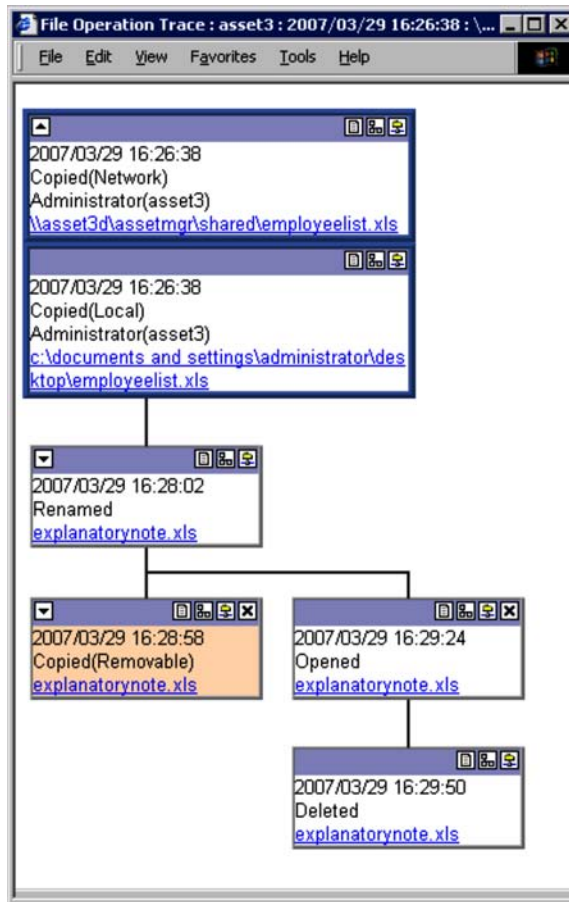 File Operation Trace : asset3 : 2007/03/29 16:26:38 : \...
File Edit View Favorites Tools Help
2007/03/29 16:26:38
Copied(Network)
Administrator(asset3)
\\asset3d\assetmgr\shared\employeelist.xls
2007/03/29 16:26:38
Copied(Local)
Administrator(asset3)
c:\documents and settings\administrator\des
ktop\employeelist.xls
2007/03/29 16:28:02
Renamed
explanatorynote.xls
2007/03/29 16:28:58
Copied(Removable)
explanatorynote.xls
2007/03/29 16:29:24
Opened
explanatorynote.xls
2007/03/29 16:29:50
Deleted
explanatorynote.xls